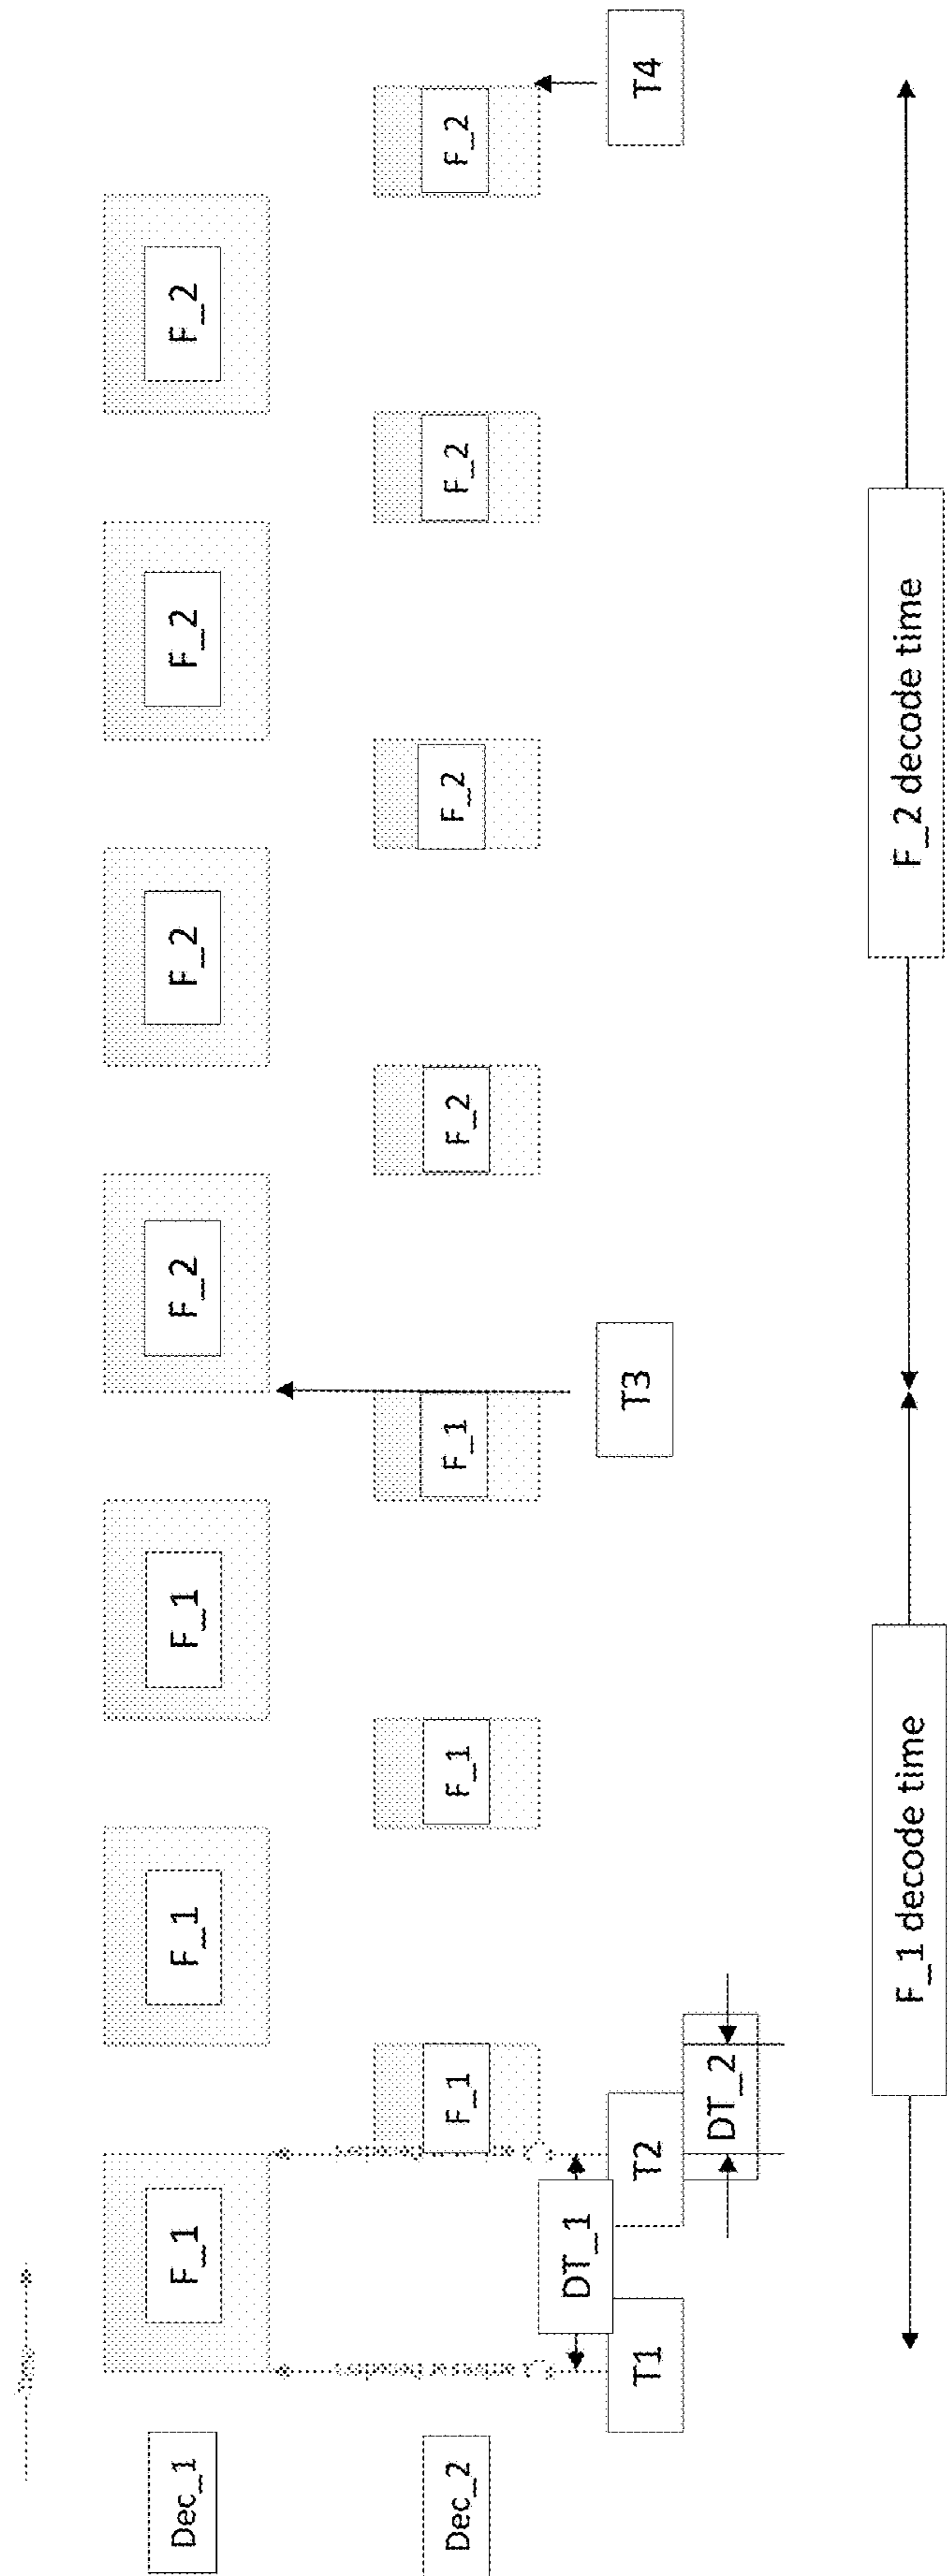 Dec_1
F_1
F_1
F_1
F_2
F_2
F_2
F_2
Dec_2
F_1
F_1
F_1
F_2
F_2
F_2
F_2
DT_1
T1
T2
T3
T4
DT_2
F_1 decode time
F_2 decode time